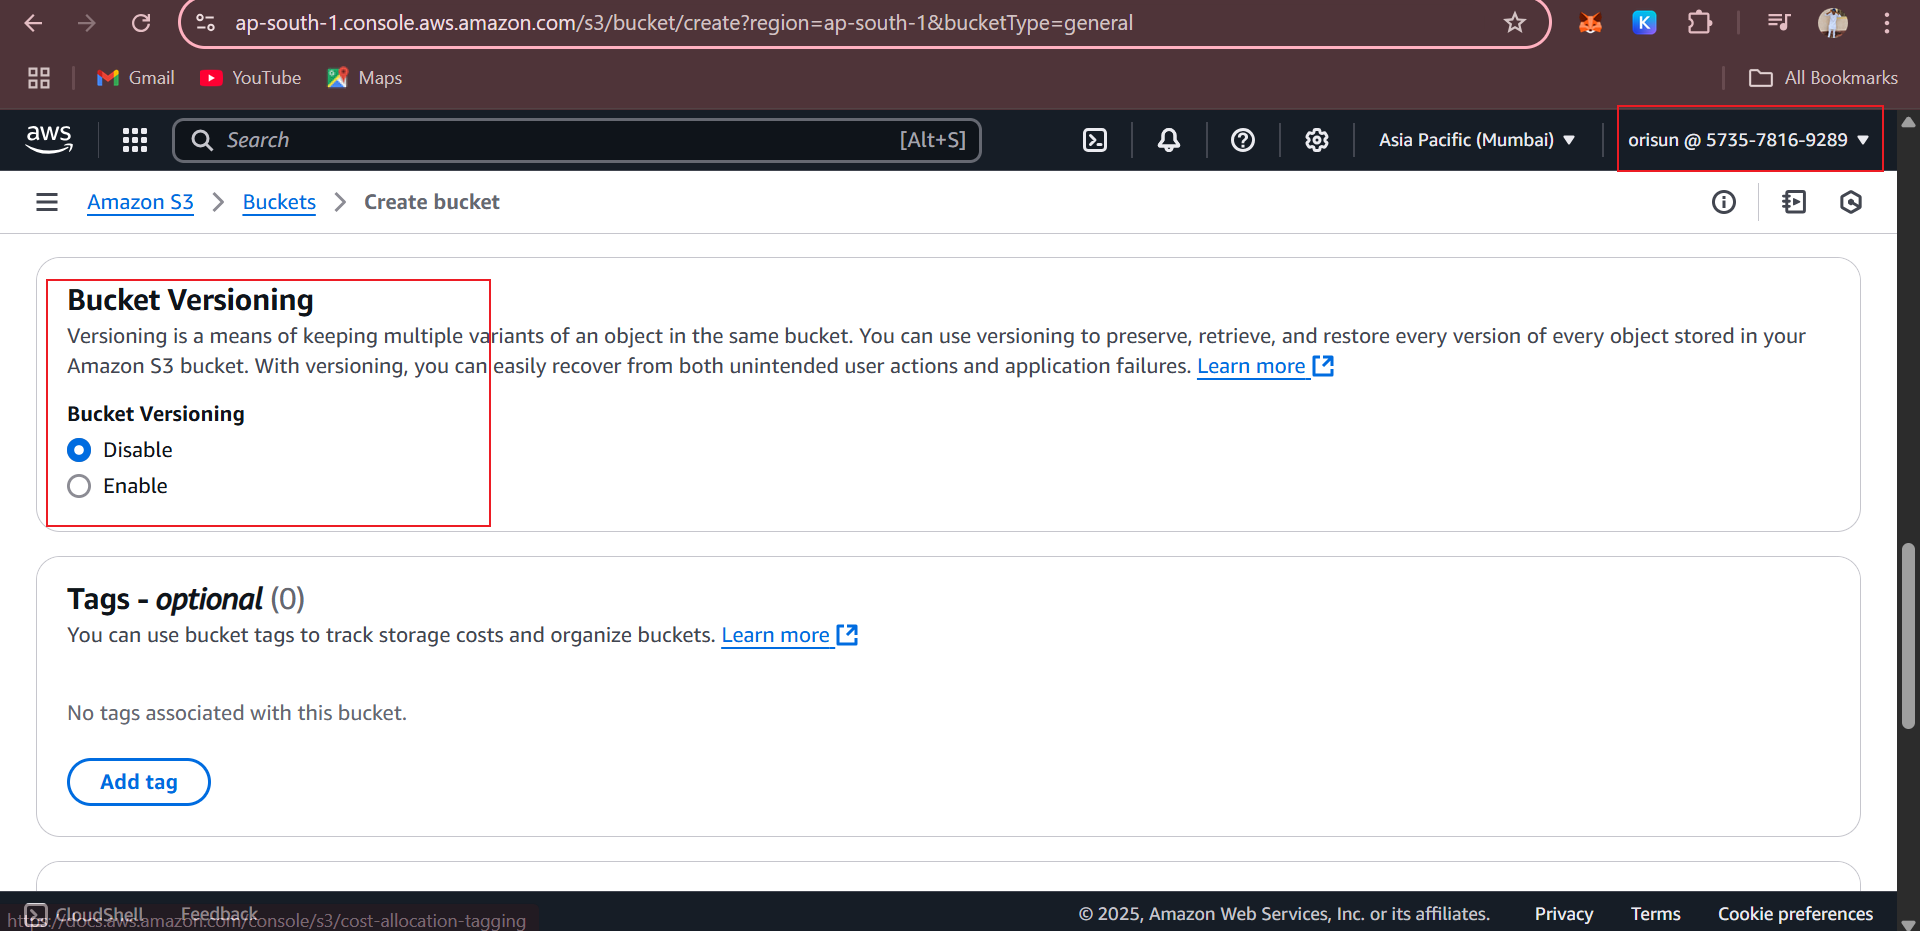 ap-south-1.console.aws.amazon.com/s3/bucket/create?region=ap-south-1&bucketType=general
K
Gmail
YouTube
Maps
All Bookmarks
aws
Search
[Alt+S]
Asia Pacific (Mumbai)
orisun @ 5735-7816-9289
Amazon S3 > Buckets > Create bucket
Bucket Versioning
Versioning is a means of keeping multiple variants of an object in the same bucket. You can use versioning to preserve, retrieve, and restore every version of every object stored in your
Amazon S3 bucket. With versioning, you can easily recover from both unintended user actions and application failures. Learn more
Bucket Versioning
Disable
Enable
Tags - optional (0)
You can use bucket tags to track storage costs and organize buckets. Learn more
No tags associated with this bucket.
Add tag
CloudShell
Feedback
https://docs.aws.amazon.com/console/s3/cost-allocation-tagging
© 2025, Amazon Web Services, Inc. or its affiliates.
Privacy
Terms
Cookie preferences